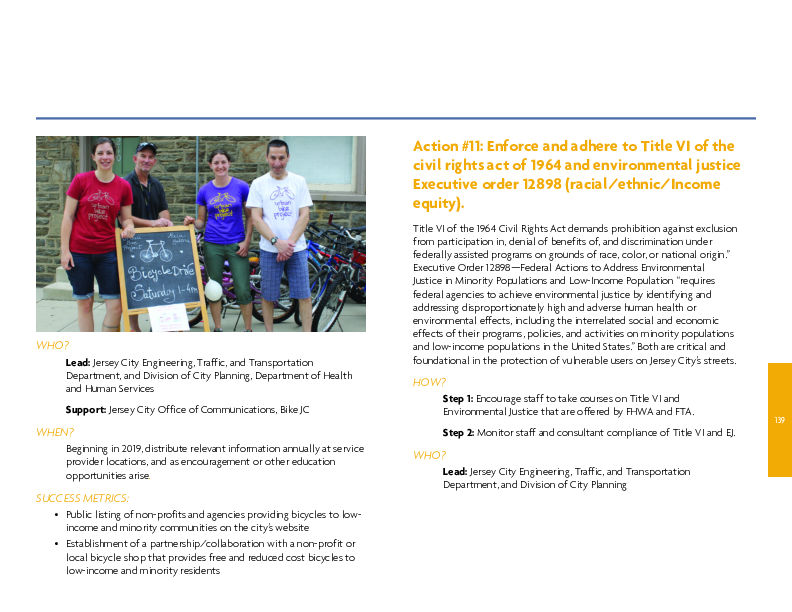 urban bike project
urban bike project
urban bike project
Bicycle Drive
Saturday 1-4pm
WHO?
Lead: Jersey City Engineering, Traffic, and Transportation
Department, and Division of City Planning, Department of Health
and Human Services
Support: Jersey City Office of Communications, Bike JC
WHEN?
Beginning in 2019, distribute relevant information annually at service
provider locations, and as encouragement or other education
opportunities arise.
SUCCESS METRICS:
• Public listing of non-profits and agencies providing bicycles to low-
income and minority communities on the city's website
• Establishment of a partnership/collaboration with a non-profit or
local bicycle shop that provides free and reduced cost bicycles to
low-income and minority residents
Action #11: Enforce and adhere to Title VI of the
civil rights act of 1964 and environmental justice
Executive order 12898 (racial/ethnic/Income
equity).
Title VI of the 1964 Civil Rights Act demands prohibition against exclusion
from participation in, denial of benefits of, and discrimination under
federally assisted programs on grounds of race, color, or national origin."
Executive Order 12898—Federal Actions to Address Environmental
Justice in Minority Populations and Low-Income Population "requires
federal agencies to achieve environmental justice by identifying and
addressing disproportionately high and adverse human health or
environmental effects, including the interrelated social and economic
effects of their programs, policies, and activities on minority populations
and low-income populations in the United States." Both are critical and
foundational in the protection of vulnerable users on Jersey City's streets.
HOW?
Step 1: Encourage staff to take courses on Title VI and
Environmental Justice that are offered by FHWA and FTA.
Step 2: Monitor staff and consultant compliance of Title VI and EJ.
WHO?
Lead: Jersey City Engineering, Traffic, and Transportation
Department, and Division of City Planning
139